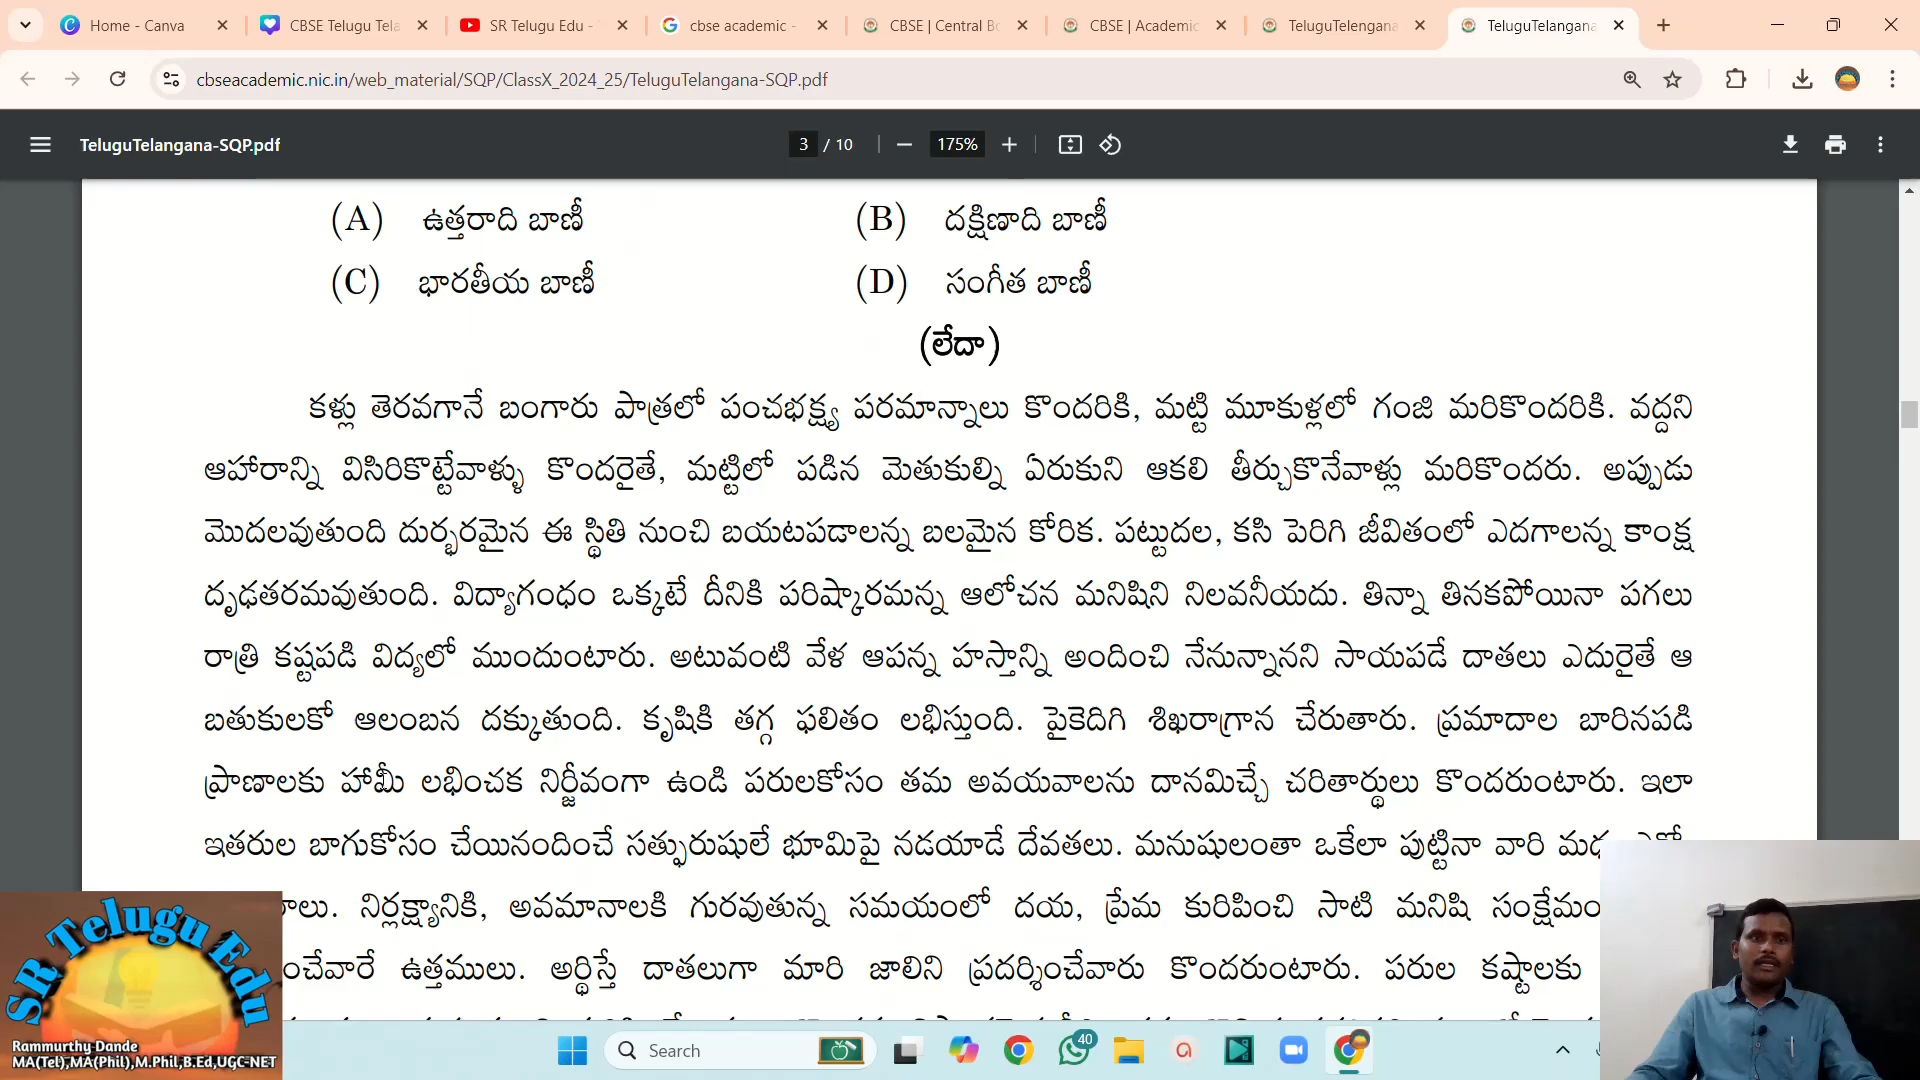 Home - Canva
CBSE Telugu Tela
SR Telugu Edu -
cbse academic -
CBSE | Central Bo
CBSE | Academic
TeluguTelengana
TeluguTelangana
cbseacademic.nic.in/web_material/SQP/ClassX_2024_25/TeluguTelangana-SQP.pdf
TeluguTelangana-SQP.pdf
3 / 10
175%
(A) ఉత్తరాది బాణీ (B) దక్షిణాది బాణీ
(C) భారతీయ బాణీ (D) సంగీత బాణీ
(లేదా)
కళ్లు తెరవగానే బంగారు పాత్రలో పంచభక్ష్య పరమాన్నాలు కొందరికి, మట్టి మూకుళ్లలో గంజి మరికొందరికి. వద్దని
ఆహారాన్ని విసిరికొట్టేవాళ్ళు కొందరైతే, మట్టిలో పడిన మెతుకుల్ని ఏరుకుని ఆకలి తీర్చుకొనేవాళ్లు మరికొందరు. అప్పుడు
మొదలవుతుంది దుర్భరమైన ఈ స్థితి నుంచి బయటపడాలన్న బలమైన కోరిక. పట్టుదల, కసి పెరిగి జీవితంలో ఎదగాలన్న కాంక్ష
దృఢతరమవుతుంది. విద్యాగంధం ఒక్కటే దీనికి పరిష్కారమన్న ఆలోచన మనిషిని నిలవనీయదు. తిన్నా తినకపోయినా పగలు
రాత్రి కష్టపడి విద్యలో ముందుంటారు. అటువంటి వేళ ఆపన్న హస్తాన్ని అందించి నేనున్నానని సాయపడే దాతలు ఎదురైతే ఆ
బతుకులకో ఆలంబన దక్కుతుంది. కృషికి తగ్గ ఫలితం లభిస్తుంది. పైకెదిగి శిఖరాగ్రాన చేరుతారు. ప్రమాదాల బారినపడి
ప్రాణాలకు హామీ లభించక నిర్జీవంగా ఉండి పరులకోసం తమ అవయవాలను దానమిచ్చే చరితార్థులు కొందరుంటారు. ఇలా
ఇతరుల బాగుకోసం చేయినందించే సత్ఫురుషులే భూమిపై నడయాడే దేవతలు. మనుషులంతా ఒకేలా పుట్టినా వారి
నిర్లక్ష్యానికి, అవమానాలకి గురవుతున్న సమయంలో దయ, ప్రేమ కురిపించి సాటి మనిషి
ఉత్తములు. అర్థిస్తే దాతలుగా మారి జాలిని ప్రదర్శించేవారు కొందరుంటారు. పరుల కష్టాలకు
SR Telugu Edu
Rammurthy Dande
MA(Tel),MA(Phil),M.Phil,B.Ed,UGC-NET
Search
40